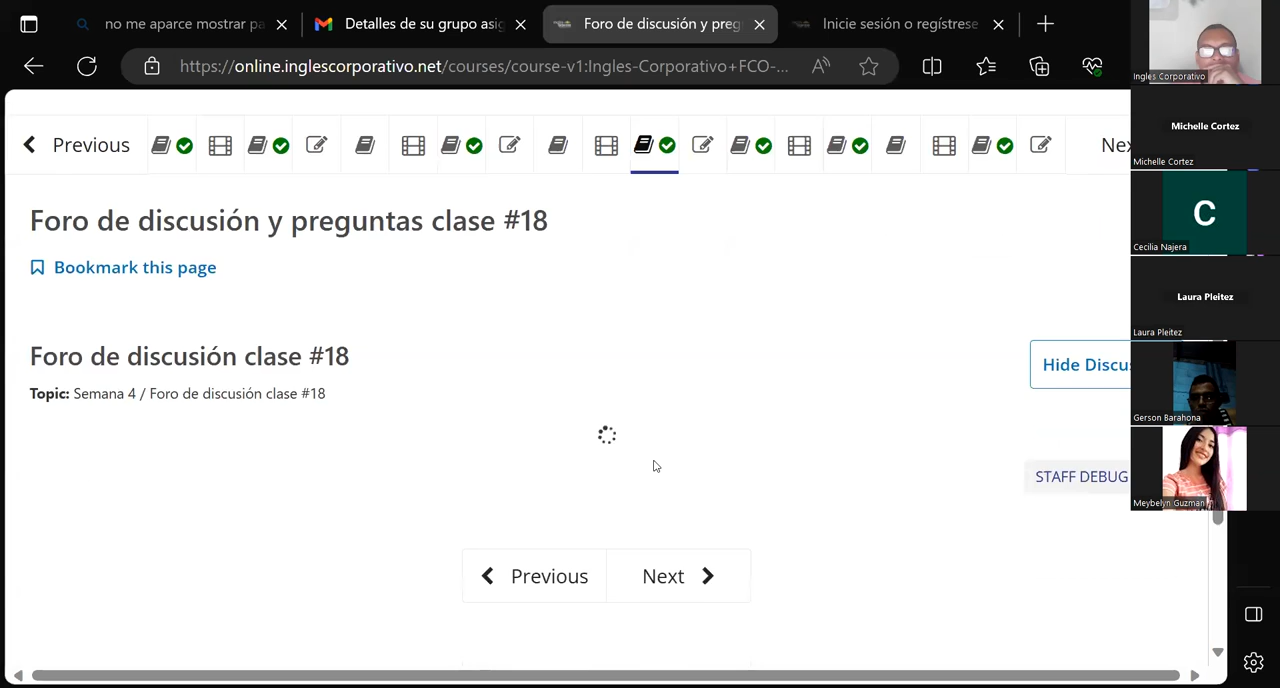 no me aparce mostrar pa
Detalles de su grupo asig
Foro de discusión y preg
Inicie sesión o regístrese
https://online.inglescorporativo.net/courses/course-v1:Ingles-Corporativo+FCO-...
Ingles Corporativo
Previous
Nex
Michelle Cortez
Michelle Cortez
Foro de discusión y preguntas clase #18
C
Cecilia Najera
Bookmark this page
Laura Pleitez
Laura Pleitez
Foro de discusión clase #18
Hide Discus
Topic: Semana 4 / Foro de discusión clase #18
Gerson Barahona
STAFF DEBUG
Meybelyn Guzman
Previous
Next